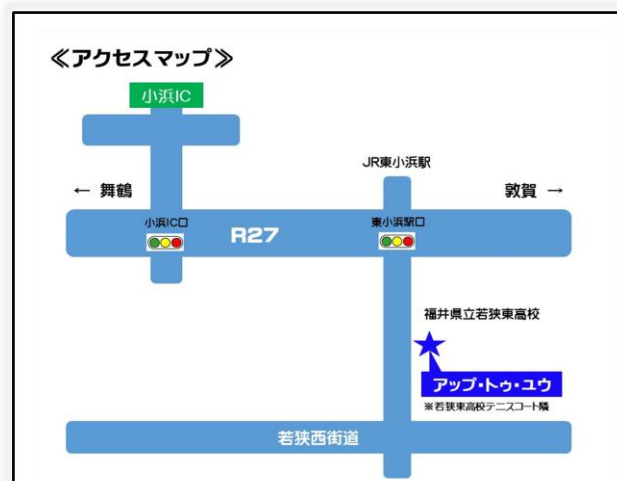 ≪アクセスマップ≫
小浜IC
JR東小浜駅
← 舞鶴
敦賀 →
小浜IC口
R27
東小浜駅口
福井県立若狭東高校
アップ・トゥ・ユウ
※若狭東高校テニスコート隣
若狭西街道